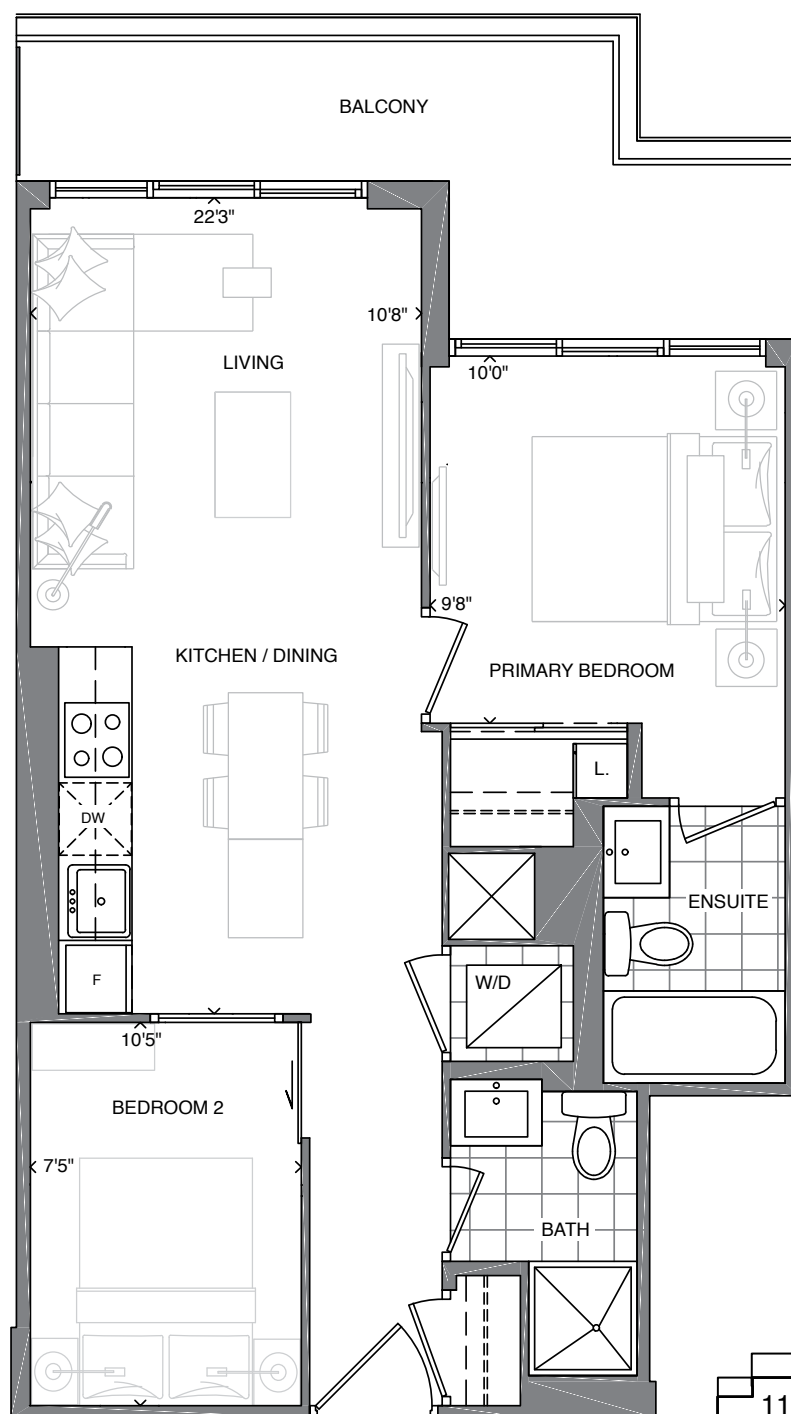 BALCONY
22'3"
10'8"
LIVING
10'0"
9'8"
KITCHEN / DINING
PRIMARY BEDROOM
L.
DW
ENSUITE
F
W/D
10'5"
BEDROOM 2
7'5"
BATH
11